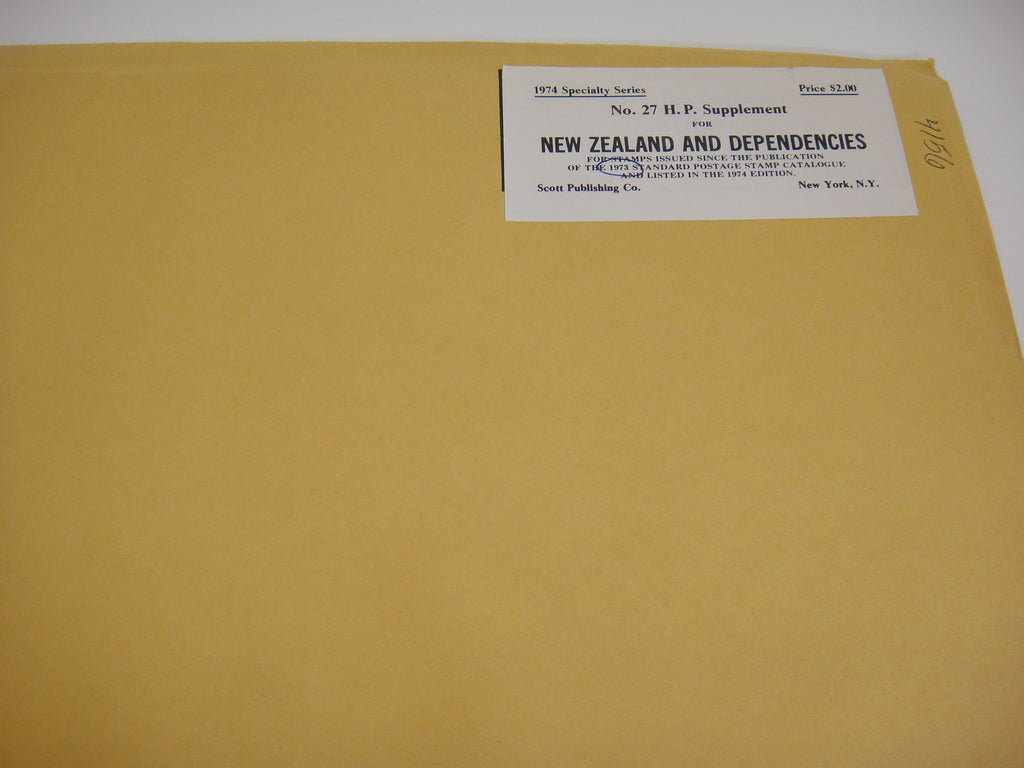 1974 Specialty Series Price $2.00
No. 27 H. P. Supplement
FOR
NEW ZEALAND AND DEPENDENCIES
FOR STAMPS ISSUED SINCE THE PUBLICATION
OF THE 1973 STANDARD POSTAGE STAMP CATALOGUE
AND LISTED IN THE 1974 EDITION.
Scott Publishing Co. New York, N.Y.